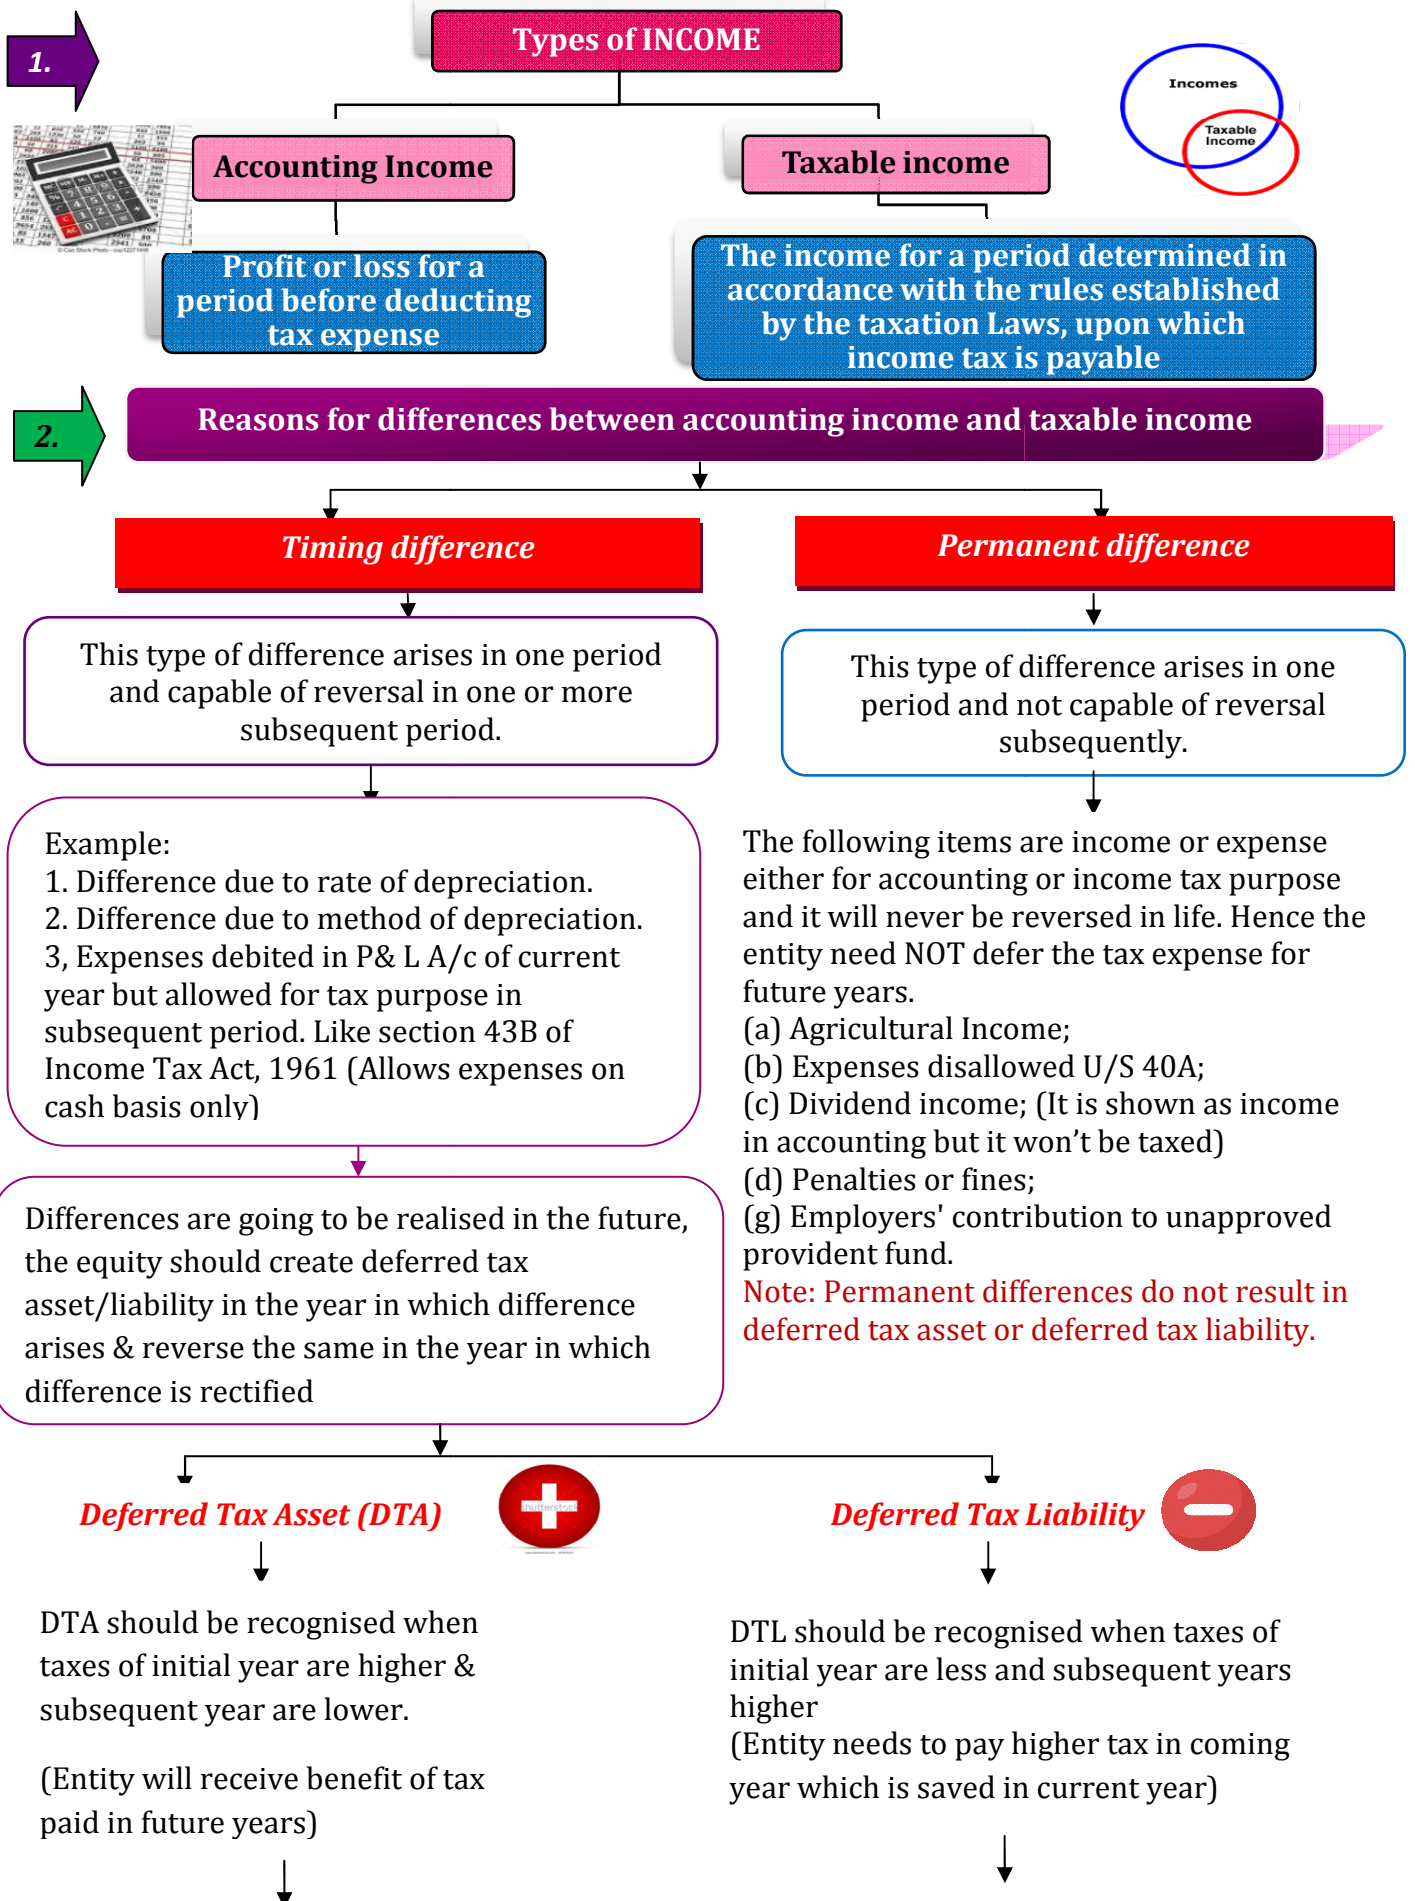 1.
Types of INCOME
Incomes
Taxable
Income
Accounting Income
Taxable income
© Can Stock Photo
Profit or loss for a
period before deducting
tax expense
The income for a period determined in
accordance with the rules established
by the taxation Laws, upon which
income tax is payable
2.
Reasons for differences between accounting income and taxable income
Timing difference
Permanent difference
This type of difference arises in one period
and capable of reversal in one or more
subsequent period.
This type of difference arises in one
period and not capable of reversal
subsequently.
Example:
1. Difference due to rate of depreciation.
2. Difference due to method of depreciation.
3, Expenses debited in P& L A/c of current
year but allowed for tax purpose in
subsequent period. Like section 43B of
Income Tax Act, 1961 (Allows expenses on
cash basis only)
The following items are income or expense
either for accounting or income tax purpose
and it will never be reversed in life. Hence the
entity need NOT defer the tax expense for
future years.
(a) Agricultural Income;
(b) Expenses disallowed U/S 40A;
(c) Dividend income; (It is shown as income
in accounting but it won’t be taxed)
(d) Penalties or fines;
(g) Employers' contribution to unapproved
provident fund.
Note: Permanent differences do not result in
deferred tax asset or deferred tax liability.
Differences are going to be realised in the future,
the equity should create deferred tax
asset/liability in the year in which difference
arises & reverse the same in the year in which
difference is rectified
Deferred Tax Asset (DTA)
shutterstock
Deferred Tax Liability
DTA should be recognised when
taxes of initial year are higher &
subsequent year are lower.
(Entity will receive benefit of tax
paid in future years)
DTL should be recognised when taxes of
initial year are less and subsequent years
higher
(Entity needs to pay higher tax in coming
year which is saved in current year)